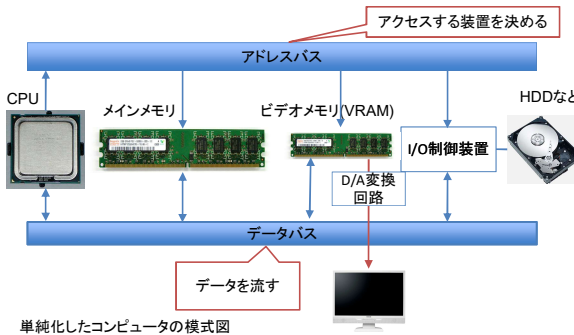 アクセスする装置を決める
アドレスバス
CPU
メインメモリ
ビデオメモリ(VRAM)
HDDなど
I/O制御装置
D/A変換
回路
データバス
データを流す
単純化したコンピュータの模式図